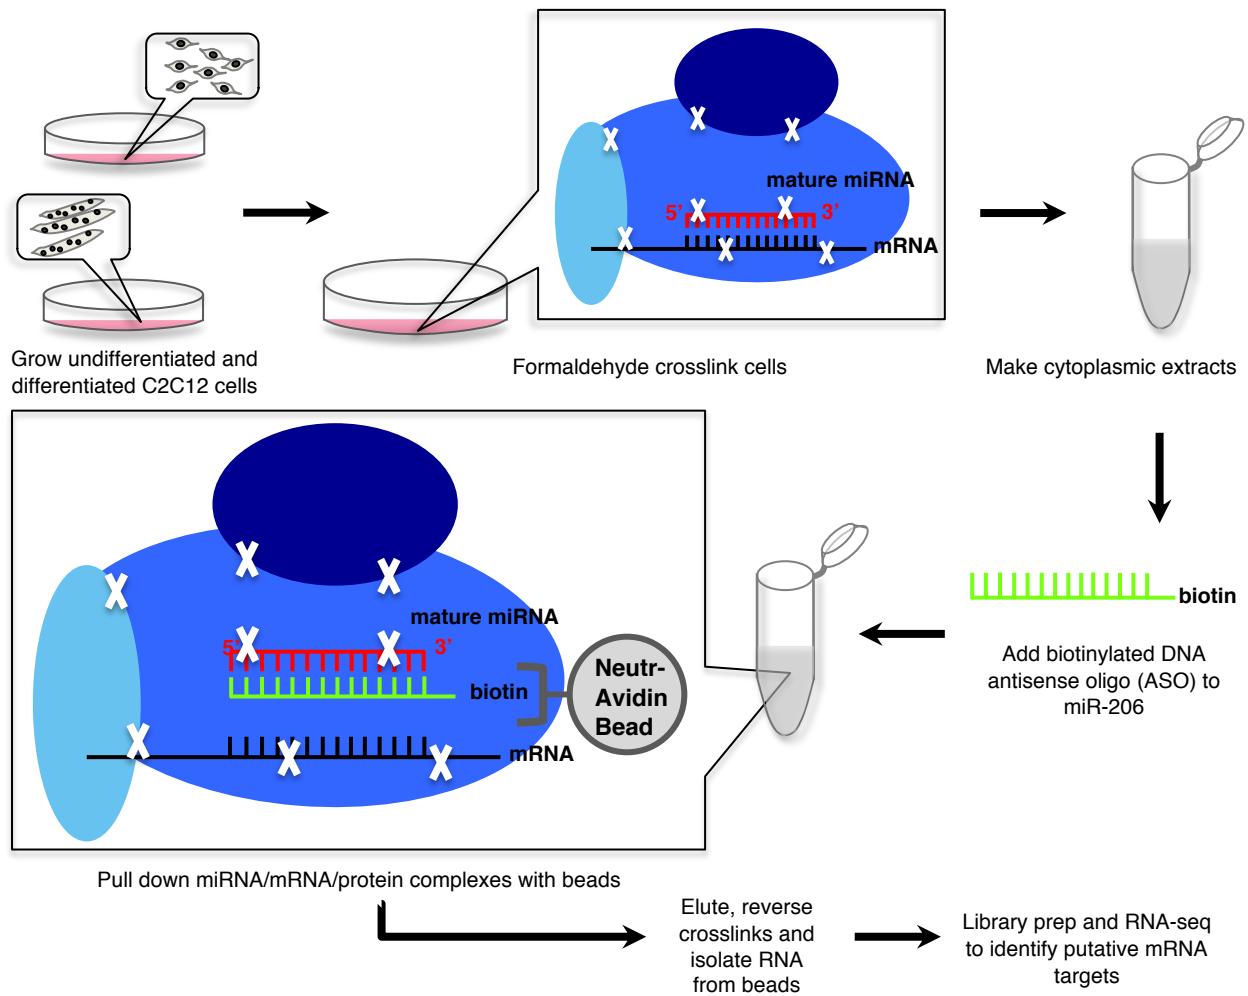 mature miRNA
5’
3’
mRNA
Grow undifferentiated and
differentiated C2C12 cells
Formaldehyde crosslink cells
Make cytoplasmic extracts
biotin
Add biotinylated DNA
antisense oligo (ASO) to
miR-206
mature miRNA
5’
3’
biotin
Neutr-
Avidin
Bead
mRNA
Pull down miRNA/mRNA/protein complexes with beads
Elute, reverse
crosslinks and
isolate RNA
from beads
Library prep and RNA-seq
to identify putative mRNA
targets